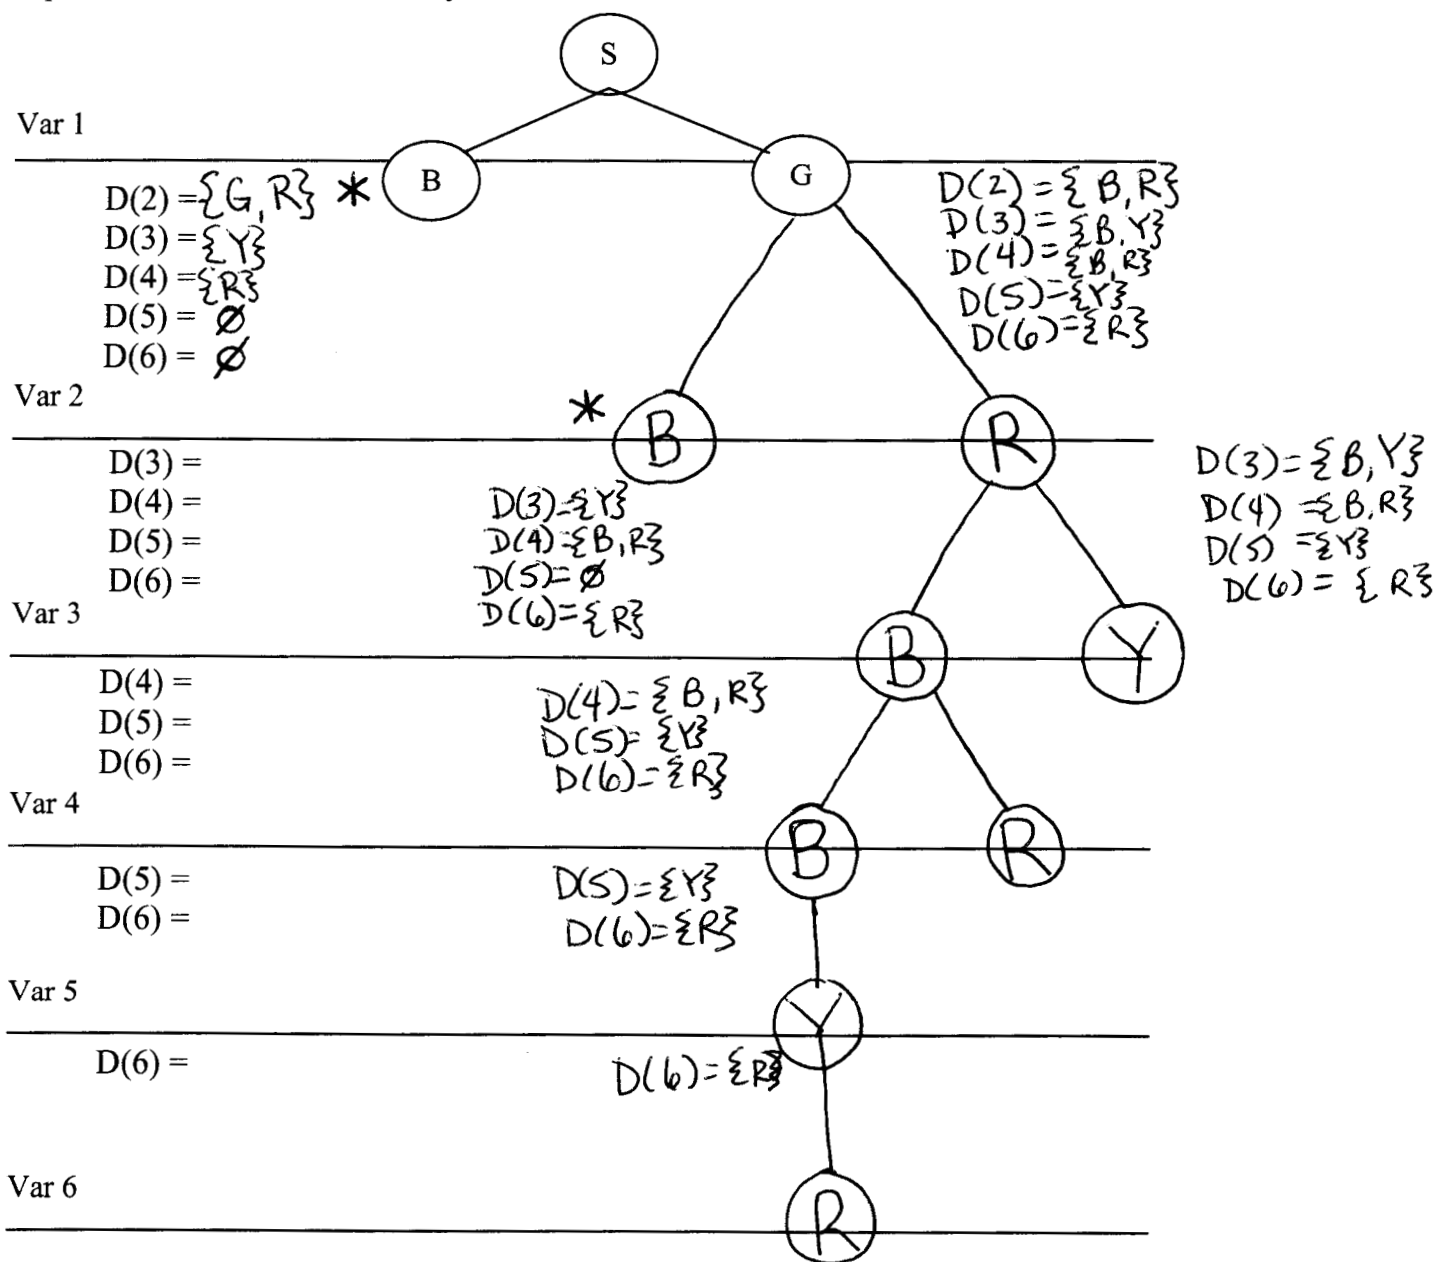 S
Var 1
B
G
D(2) = {G, R} *
D(3) = {Y}
D(4) = {R}
D(5) = ∅
D(6) = ∅
D(2) = { B, R}
D(3) = {B, Y}
D(4) = {B, R}
D(5) = {Y}
D(6) = {R}
Var 2
*
B
R
D(3) =
D(4) =
D(5) =
D(6) =
D(3) = {Y}
D(4) = {B, R}
D(5) = ∅
D(6) = {R}
D(3) = {B, Y}
D(4) = {B, R}
D(5) = {Y}
D(6) = { R}
Var 3
B
Y
D(4) =
D(5) =
D(6) =
D(4) = { B, R}
D(5) = {Y}
D(6) = {R}
Var 4
B
R
D(5) =
D(6) =
D(5) = {Y}
D(6) = {R}
Var 5
Y
D(6) =
D(6) = {R}
Var 6
R